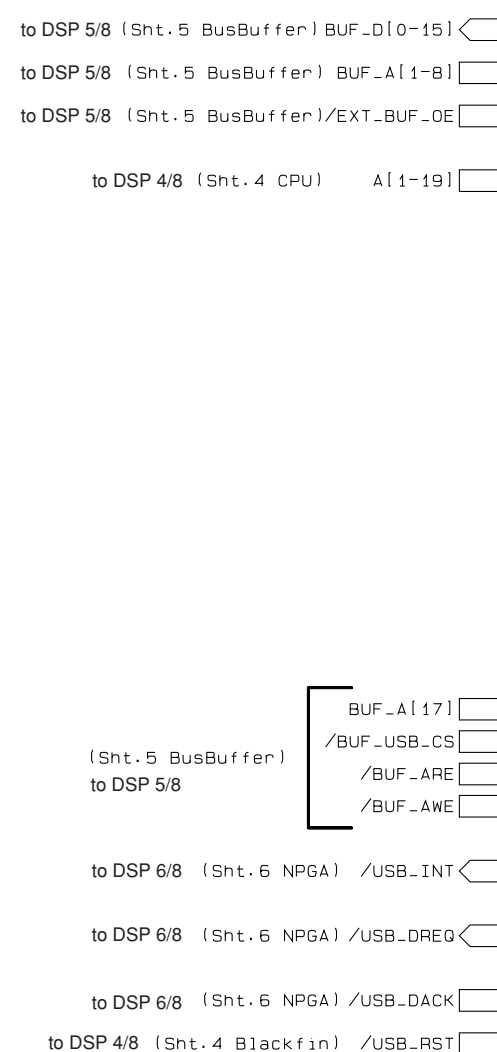 to DSP 5/8 (Sht.5 BusBuffer) BUF_D[0-15]
to DSP 5/8 (Sht.5 BusBuffer) BUF_A[1-8]
to DSP 5/8 (Sht.5 BusBuffer)/EXT_BUF_OE
to DSP 4/8 (Sht.4 CPU) A[1-19]
BUF_A[17]
/BUF_USB_CS
(Sht.5 BusBuffer)
/BUF_ARE
to DSP 5/8
/BUF_AWE
to DSP 6/8 (Sht.6 NPGA) /USB_INT
to DSP 6/8 (Sht.6 NPGA) /USB_DREQ
to DSP 6/8 (Sht.6 NPGA) /USB_DACK
to DSP 4/8 (Sht.4 Blackfin) /USB_RST